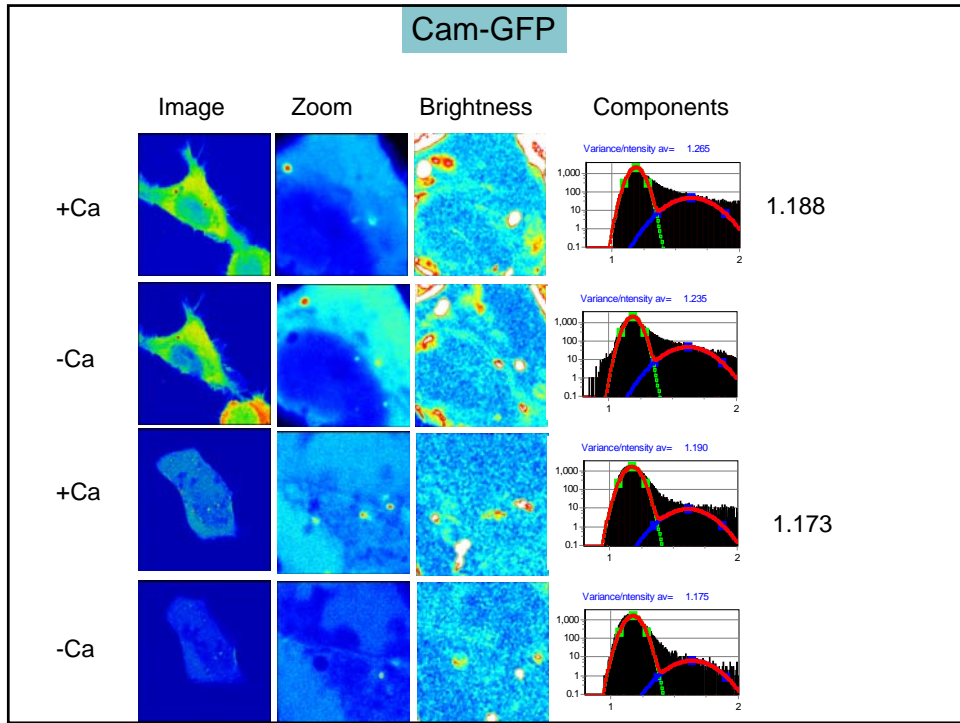 Cam-GFP
Image Zoom Brightness Components
+Ca
Variance/ntensity av= 1.265
1,000
100
10
1
0.1
1 2
1.188
-Ca
Variance/ntensity av= 1.235
1,000
100
10
1
0.1
1 2
+Ca
Variance/ntensity av= 1.190
1,000
100
10
1
0.1
1 2
1.173
-Ca
Variance/ntensity av= 1.175
1,000
100
10
1
0.1
1 2